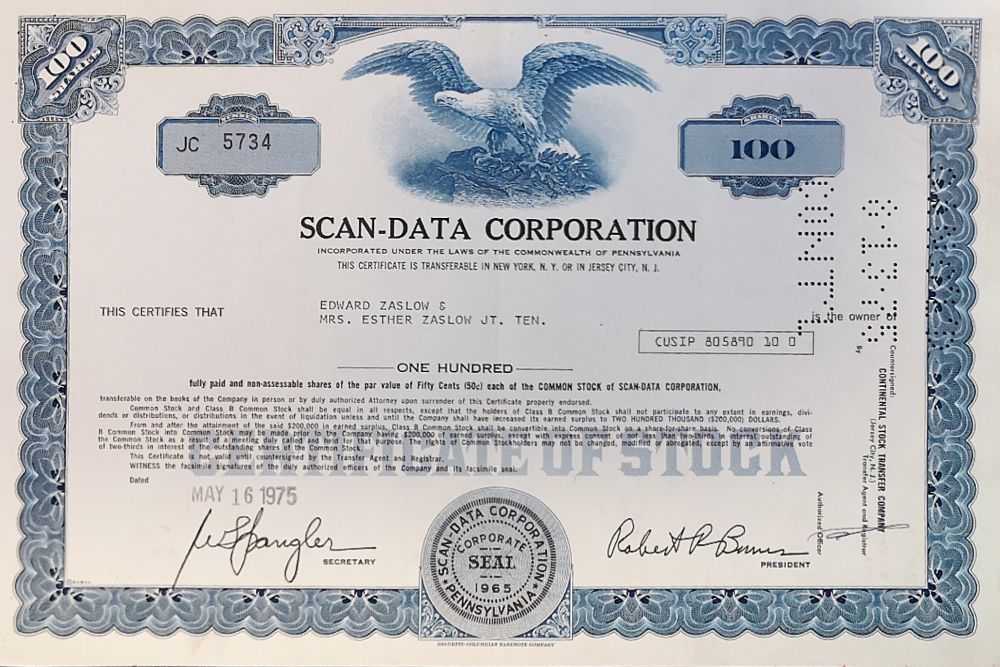 100 SHARES
100 SHARES
JC 5734
SHARES
100
SCAN-DATA CORPORATION
INCORPORATED UNDER THE LAWS OF THE COMMONWEALTH OF PENNSYLVANIA
THIS CERTIFICATE IS TRANSFERABLE IN NEW YORK, N. Y. OR IN JERSEY CITY, N. J.
THIS CERTIFIES THAT
EDWARD ZASLOW &
MRS. ESTHER ZASLOW JT. TEN.
is the owner of
CUSIP 805890 10 0
ONE HUNDRED
fully paid and non-assessable shares of the par value of Fifty Cents (50¢) each of the COMMON STOCK of SCAN-DATA CORPORATION,
transferable on the books of the Company in person or by duly authorized Attorney upon surrender of this Certificate properly endorsed.
Common Stock and Class B Common Stock shall be equal in all respects, except that the holders of Class B Common Stock shall not participate to any extent in earnings, divi-
dends or distributions, or distributions in the event of liquidation unless and until the Company shall have increased its earned surplus to TWO HUNDRED THOUSAND ($200,000) DOLLARS.
From and after the attainment of the said $200,000 in earned surplus, Class B Common Stock shall be convertible into Common Stock on a share-for-share basis. No conversions of Class
B Common Stock into Common Stock may be made prior to the Company having $200,000 of earned surplus, except with express consent of not less than two-thirds in interest outstanding of
the Common Stock as a result of a meeting duly called and held for that purpose. The rights of Common Stockholders may not be changed, modified or abrogated, except by an affirmative vote
of two-thirds in interest of the outstanding shares of the Common Stock.
This Certificate is not valid until countersigned by the Transfer Agent and Registrar.
WITNESS the facsimile signatures of the duly authorized officers of the Company and its facsimile seal.
CERTIFICATE OF STOCK
Dated
MAY 16 1975
SECRETARY
SCAN-DATA CORPORATION
CORPORATE
SEAL
1965
PENNSYLVANIA
Robert P Burns
PRESIDENT
Countersigned:
CONTINENTAL STOCK TRANSFER COMPANY
(Jersey City, N. J.)
Transfer Agent and Registrar
By
Authorized Officer
SECURITY-COLUMBIAN BANKNOTE COMPANY